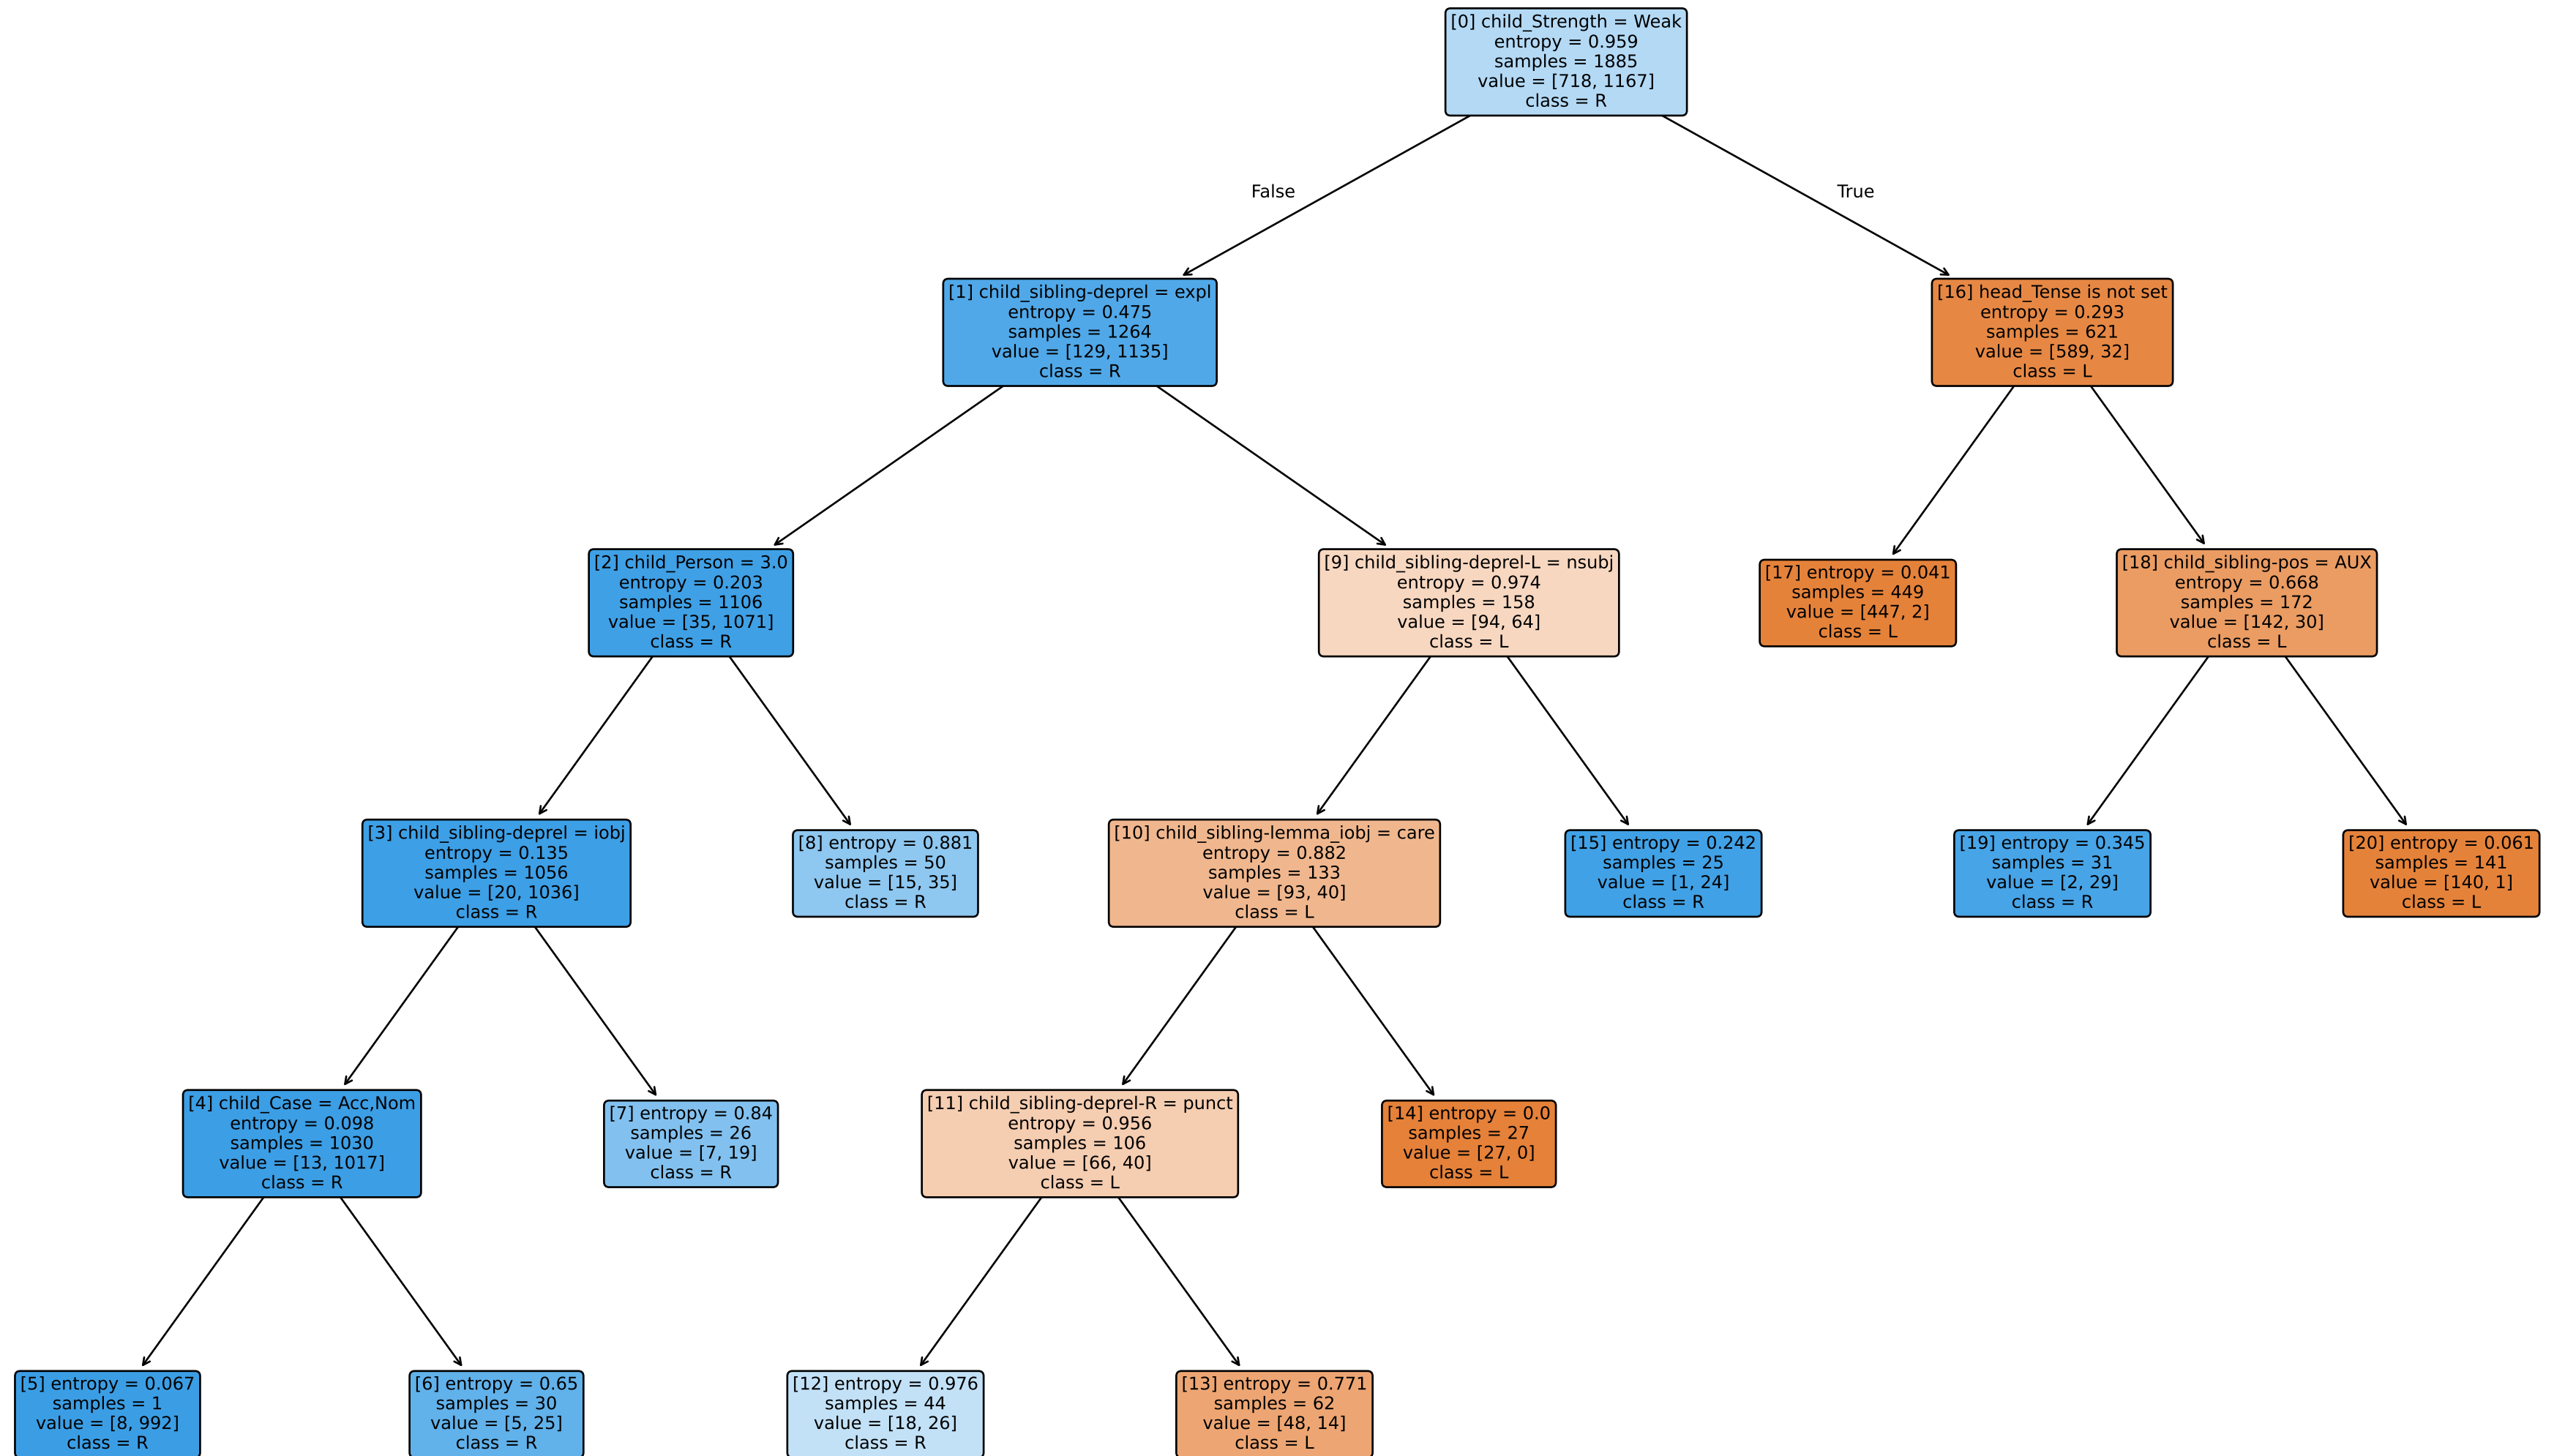 [0] child_Strength = Weak
entropy = 0.959
samples = 1885
value = [718, 1167]
class = R
False
True
[1] child_sibling-deprel = expl
entropy = 0.475
samples = 1264
value = [129, 1135]
class = R
[16] head_Tense is not set
entropy = 0.293
samples = 621
value = [589, 32]
class = L
[2] child_Person = 3.0
entropy = 0.203
samples = 1106
value = [35, 1071]
class = R
[9] child_sibling-deprel-L = nsubj
entropy = 0.974
samples = 158
value = [94, 64]
class = L
[17] entropy = 0.041
samples = 449
value = [447, 2]
class = L
[18] child_sibling-pos = AUX
entropy = 0.668
samples = 172
value = [142, 30]
class = L
[3] child_sibling-deprel = iobj
entropy = 0.135
samples = 1056
value = [20, 1036]
class = R
[8] entropy = 0.881
samples = 50
value = [15, 35]
class = R
[10] child_sibling-lemma_iobj = care
entropy = 0.882
samples = 133
value = [93, 40]
class = L
[15] entropy = 0.242
samples = 25
value = [1, 24]
class = R
[19] entropy = 0.345
samples = 31
value = [2, 29]
class = R
[20] entropy = 0.061
samples = 141
value = [140, 1]
class = L
[4] child_Case = Acc,Nom
entropy = 0.098
samples = 1030
value = [13, 1017]
class = R
[7] entropy = 0.84
samples = 26
value = [7, 19]
class = R
[11] child_sibling-deprel-R = punct
entropy = 0.956
samples = 106
value = [66, 40]
class = L
[14] entropy = 0.0
samples = 27
value = [27, 0]
class = L
[5] entropy = 0.067
samples = 1
value = [8, 992]
class = R
[6] entropy = 0.65
samples = 30
value = [5, 25]
class = R
[12] entropy = 0.976
samples = 44
value = [18, 26]
class = R
[13] entropy = 0.771
samples = 62
value = [48, 14]
class = L